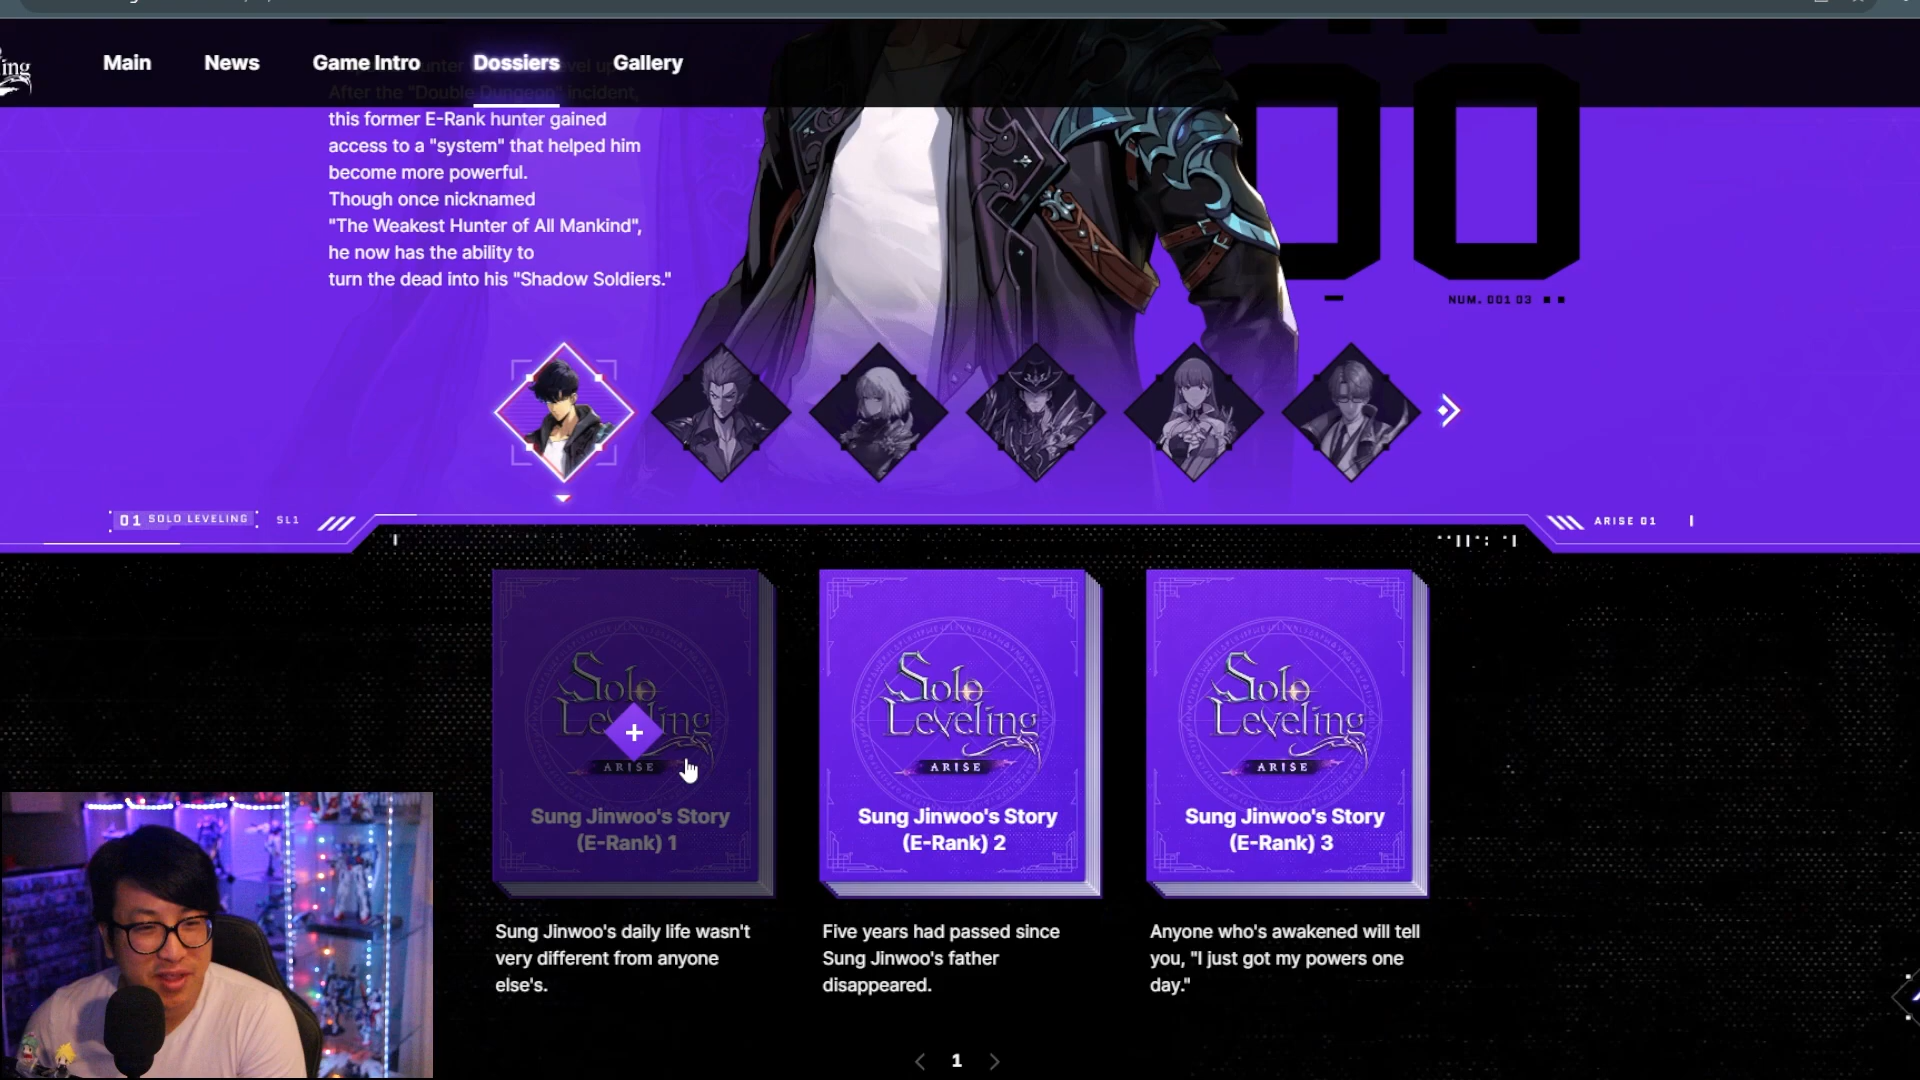 ing
Main
News
Game Intro
Dossiers
Gallery
After the "Double Dungeon" incident,
this former E-Rank hunter gained
access to a "system" that helped him
become more powerful.
Though once nicknamed
"The Weakest Hunter of All Mankind",
he now has the ability to
turn the dead into his "Shadow Soldiers."
NUM. 001 03
01 SOLO LEVELING
SL1
ARISE 01
Solo
Leveling
ARISE
Sung Jinwoo's Story
(E-Rank) 1
Solo
Leveling
ARISE
Sung Jinwoo's Story
(E-Rank) 2
Solo
Leveling
ARISE
Sung Jinwoo's Story
(E-Rank) 3
Sung Jinwoo's daily life wasn't
very different from anyone
else's.
Five years had passed since
Sung Jinwoo's father
disappeared.
Anyone who's awakened will tell
you, "I just got my powers one
day."
1